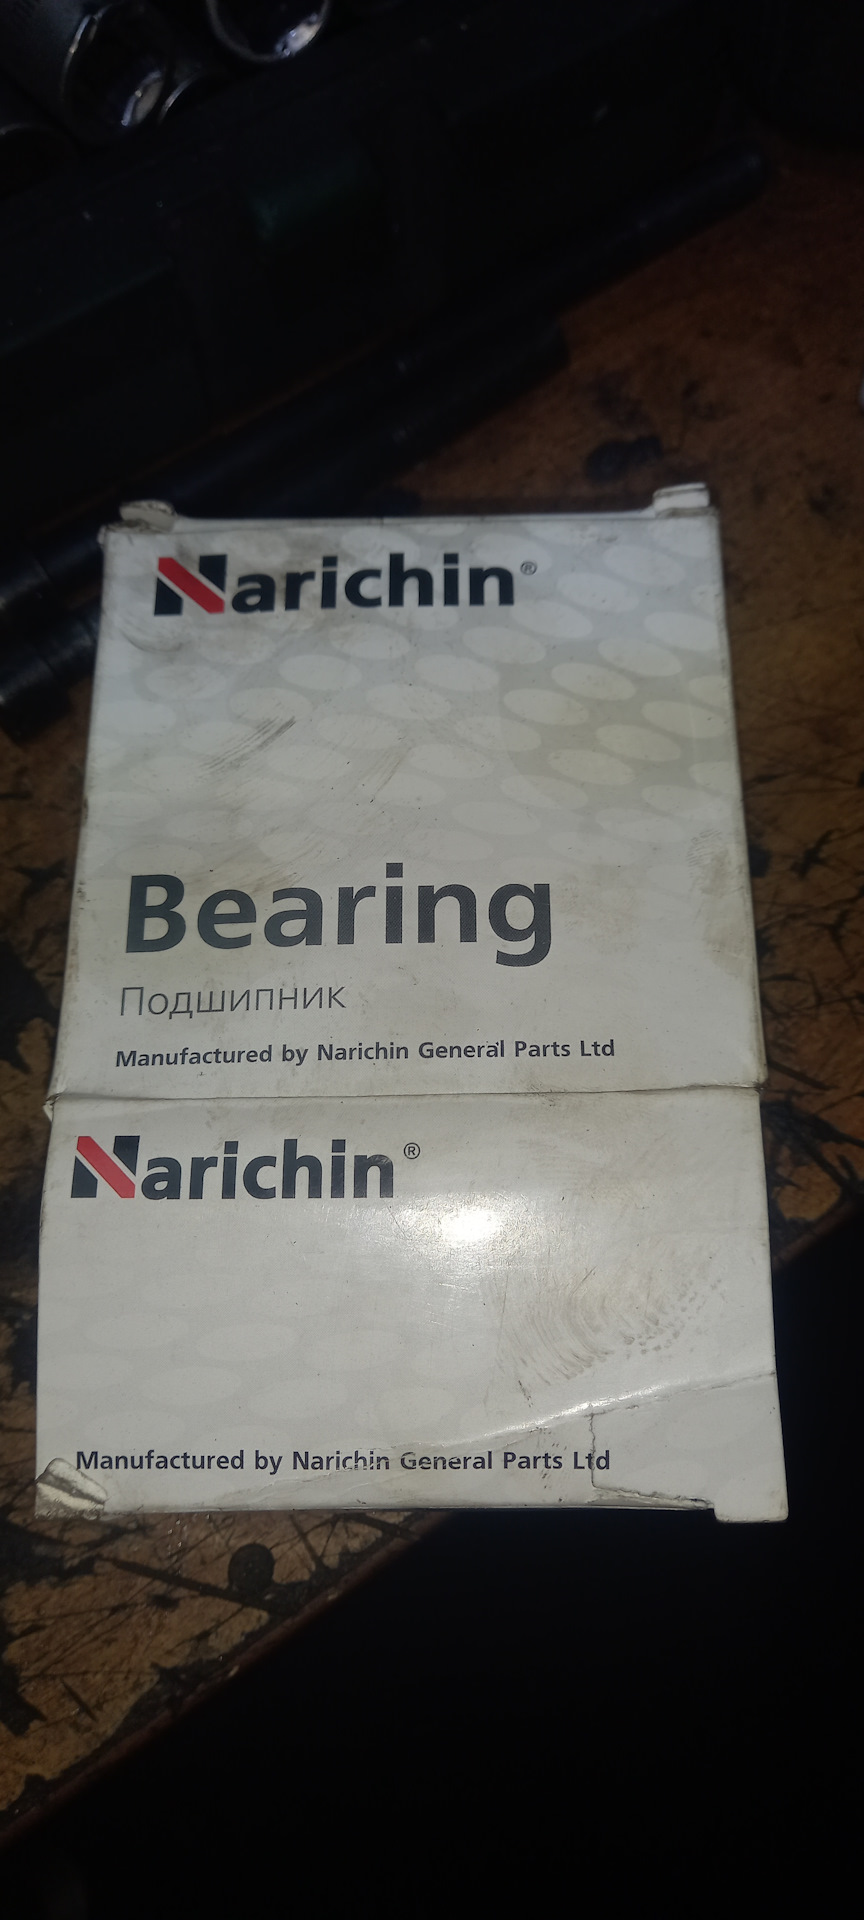 Narichin®
Bearing
Подшипник
Manufactured by Narichin General Parts Ltd
Narichin®
Manufactured by Narichin General Parts Ltd